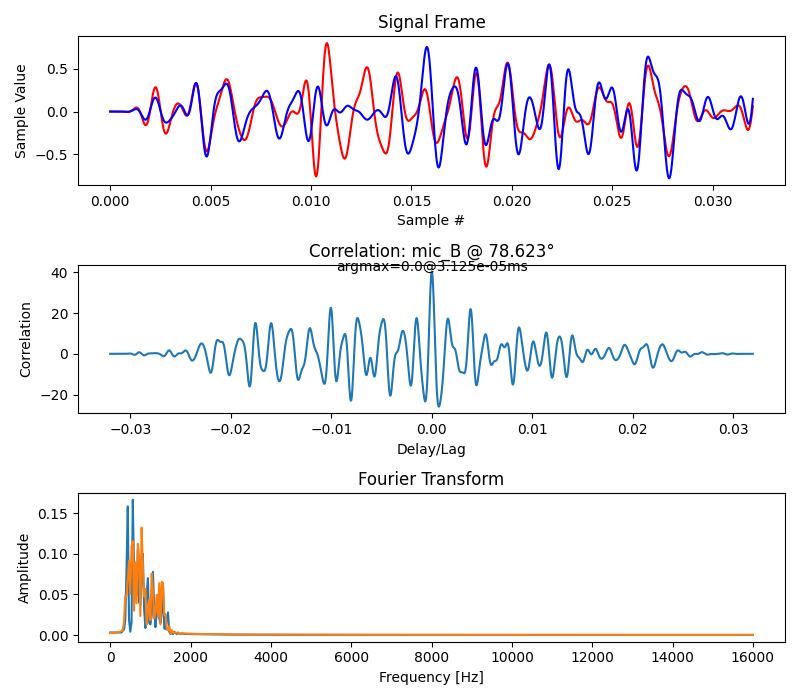 Signal Frame
0.5
0.0
−0.5
Sample Value
0.000 0.005 0.010 0.015 0.020 0.025 0.030
Sample #
Correlation: mic_B @ 78.623°
argmax=0.0@3.125e-05ms
40
20
0
−20
Correlation
−0.03 −0.02 −0.01 0.00 0.01 0.02 0.03
Delay/Lag
Fourier Transform
0.15
0.10
0.05
0.00
Amplitude
0 2000 4000 6000 8000 10000 12000 14000 16000
Frequency [Hz]